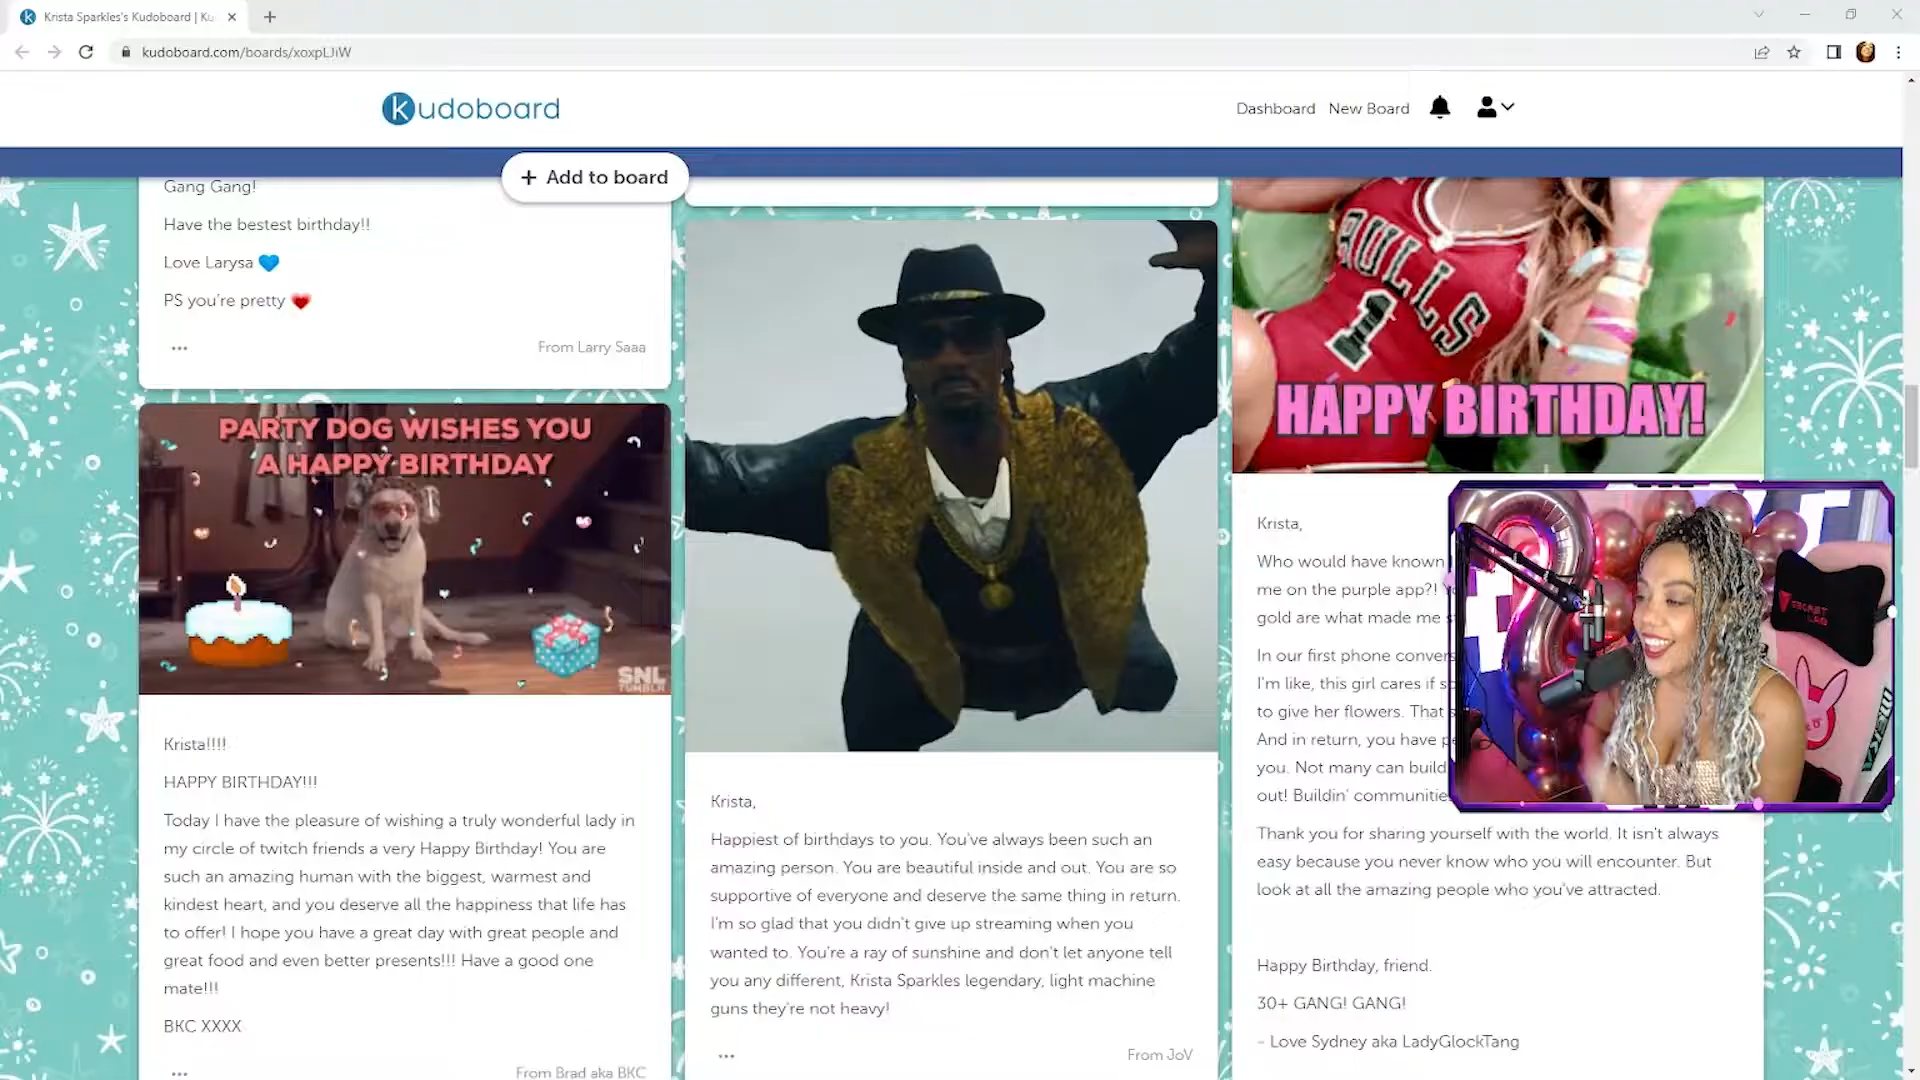 Krista Sparkles's Kudoboard | Ku
kudoboard.com/boards/xoxpLJiW
kudoboard
Dashboard New Board
+ Add to board
Gang Gang!
Have the bestest birthday!!
Love Larysa 💙
PS you're pretty ❤️
...
From Larry Saaa
PARTY DOG WISHES YOU
A HAPPY BIRTHDAY
SNL
TUMBLR
Krista!!!!
HAPPY BIRTHDAY!!!
Today I have the pleasure of wishing a truly wonderful lady in
my circle of twitch friends a very Happy Birthday! You are
such an amazing human with the biggest, warmest and
kindest heart, and you deserve all the happiness that life has
to offer! I hope you have a great day with great people and
great food and even better presents!!! Have a good one
mate!!!
BKC XXXX
...
From Brad aka BKC
Krista,
Happiest of birthdays to you. You've always been such an
amazing person. You are beautiful inside and out. You are so
supportive of everyone and deserve the same thing in return.
I'm so glad that you didn't give up streaming when you
wanted to. You're a ray of sunshine and don't let anyone tell
you any different, Krista Sparkles legendary, light machine
guns they're not heavy!
...
From JoV
BULLS
1
HAPPY BIRTHDAY!
Krista,
Who would have known
me on the purple app?!
gold are what made me
In our first phone
I'm like, this girl cares if
to give her flowers. That
And in return, you have
you. Not many can build
out! Buildin'
Thank you for sharing yourself with the world. It isn't always
easy because you never know who you will encounter. But
look at all the amazing people who you've attracted.
Happy Birthday, friend.
30+ GANG! GANG!
- Love Sydney aka LadyGlockTang
SECRET
LAB